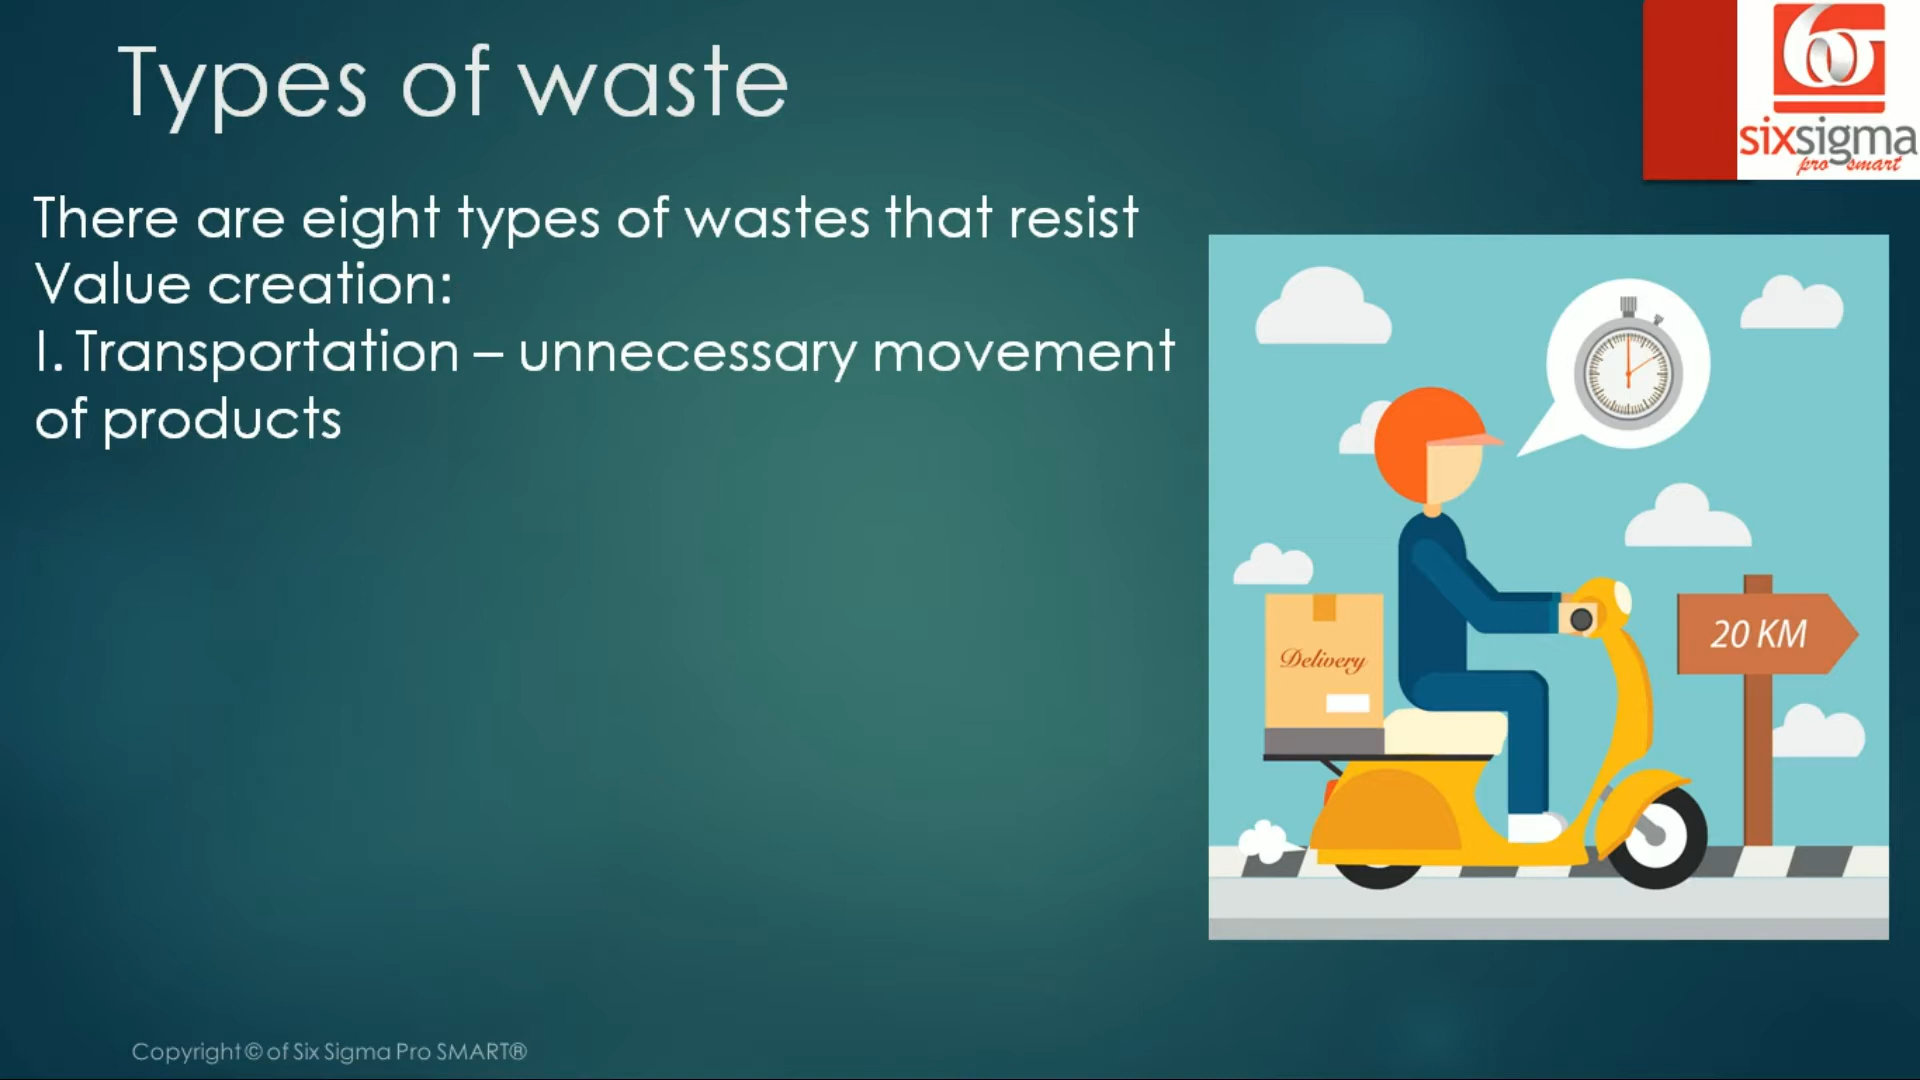 Types of waste
sixsigma
pro smart
There are eight types of wastes that resist
Value creation:
I. Transportation – unnecessary movement
of products
Delivery
20 KM
Copyright © of Six Sigma Pro SMART®